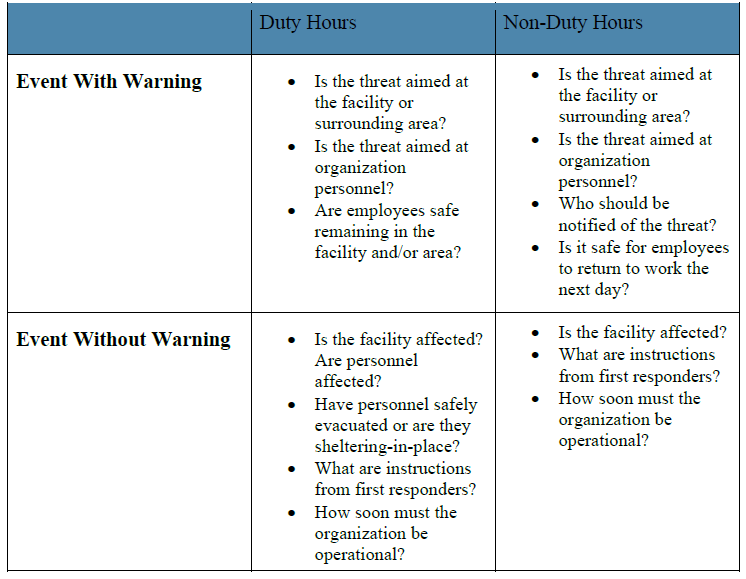 Duty Hours
Non-Duty Hours
Event With Warning
• Is the threat aimed at
the facility or
surrounding area?
• Is the threat aimed at
organization
personnel?
• Are employees safe
remaining in the
facility and/or area?
• Is the threat aimed at
the facility or
surrounding area?
• Is the threat aimed at
organization
personnel?
• Who should be
notified of the threat?
• Is it safe for employees
to return to work the
next day?
Event Without Warning
• Is the facility affected?
Are personnel
affected?
• Have personnel safely
evacuated or are they
sheltering-in-place?
• What are instructions
from first responders?
• How soon must the
organization be
operational?
• Is the facility affected?
• What are instructions
from first responders?
• How soon must the
organization be
operational?